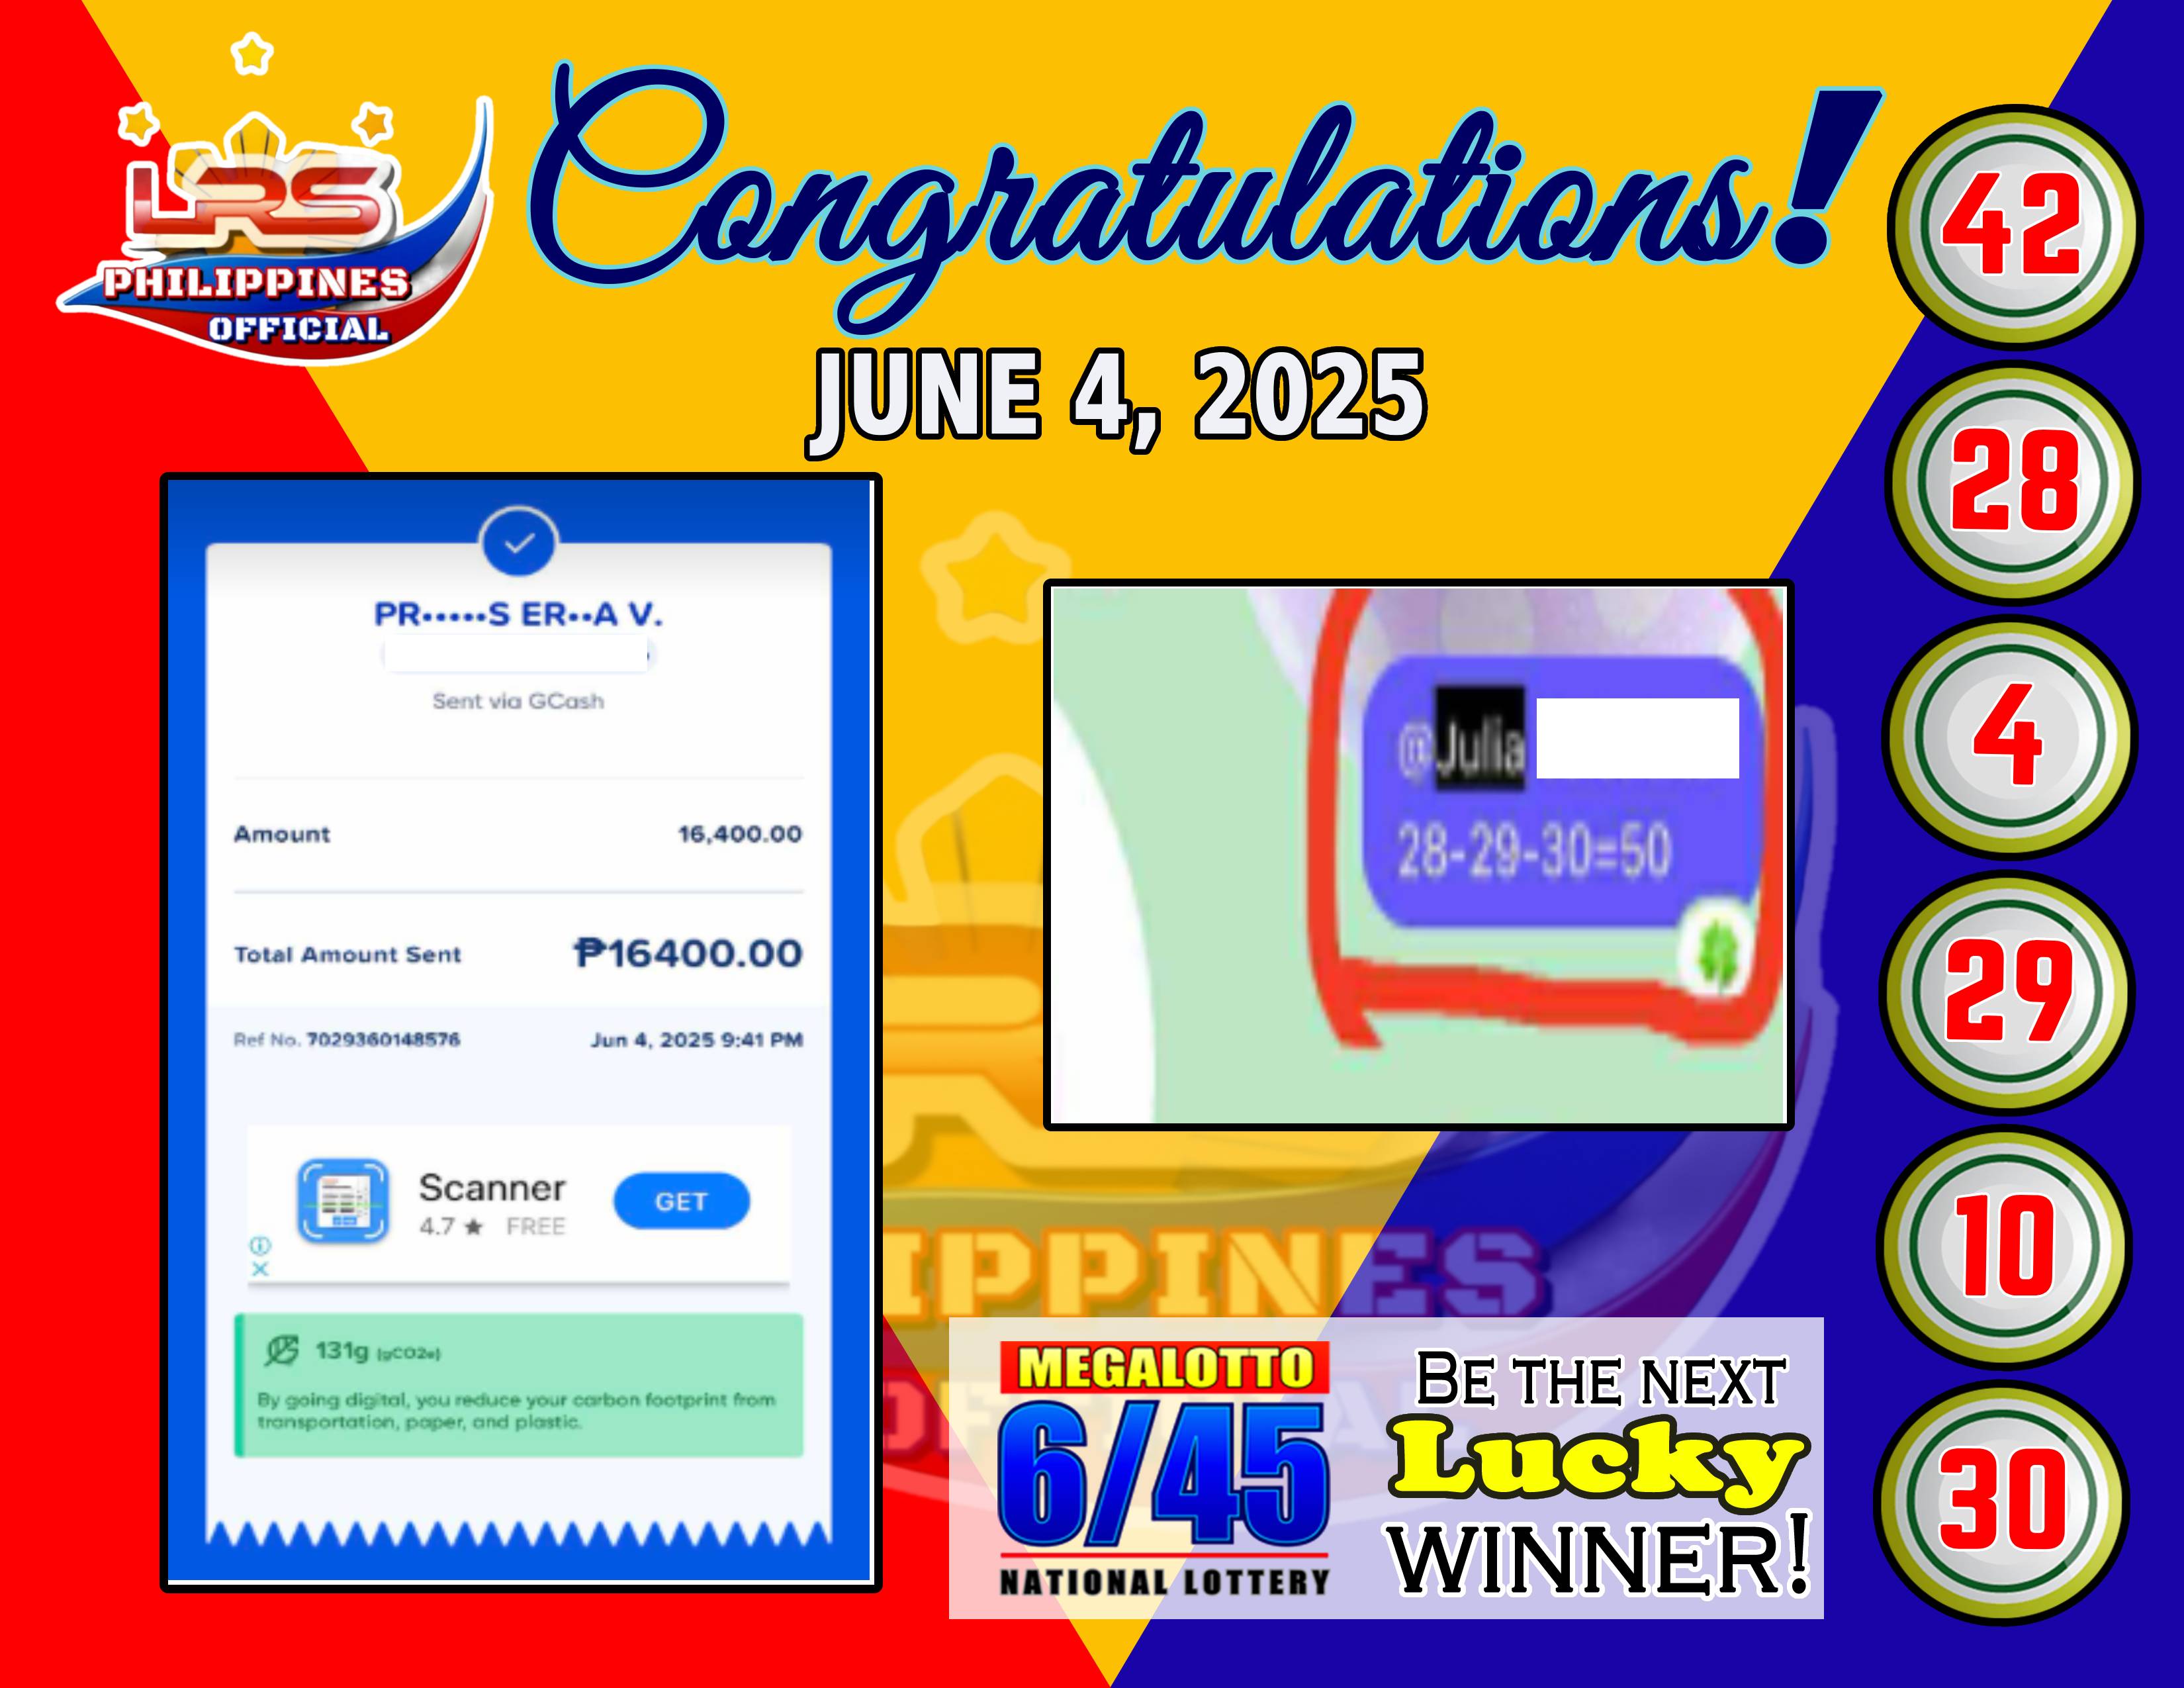 LRS
PHILIPPINES
OFFICIAL
Congratulations!
JUNE 4, 2025
PR•••••S ER••A V.
Sent via GCash
Amount 16,400.00
Total Amount Sent ₱16400.00
Ref No. 7029360148576 Jun 4, 2025 9:41 PM
Scanner
4.7 ★ FREE
GET
131g (gCO2e)
By going digital, you reduce your carbon footprint from
transportation, paper, and plastic.
@Julia
28-29-30=50
IPPINES
MEGALOTTO
6/45
NATIONAL LOTTERY
BE THE NEXT
Lucky
WINNER!
42
28
4
29
10
30